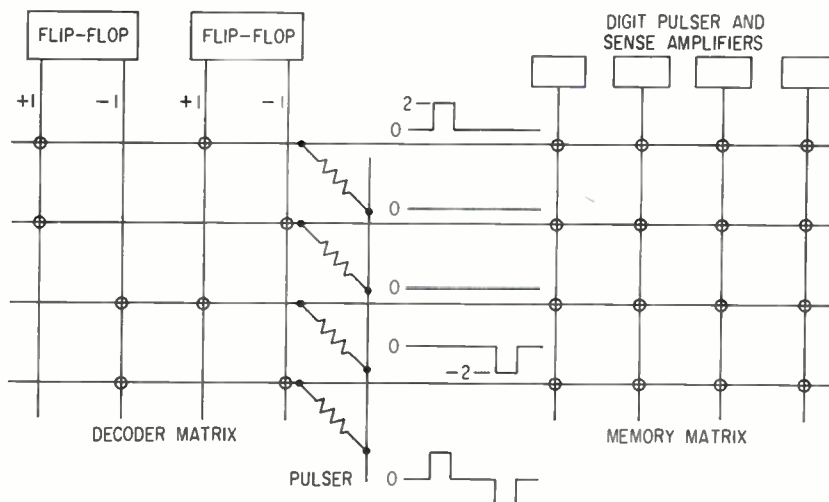 FLIP-FLOP FLIP-FLOP
DIGIT PULSER AND
SENSE AMPLIFIERS
+1 -1 +1 -1
2
0
0
0
0
-2
DECODER MATRIX
MEMORY MATRIX
PULSER
0